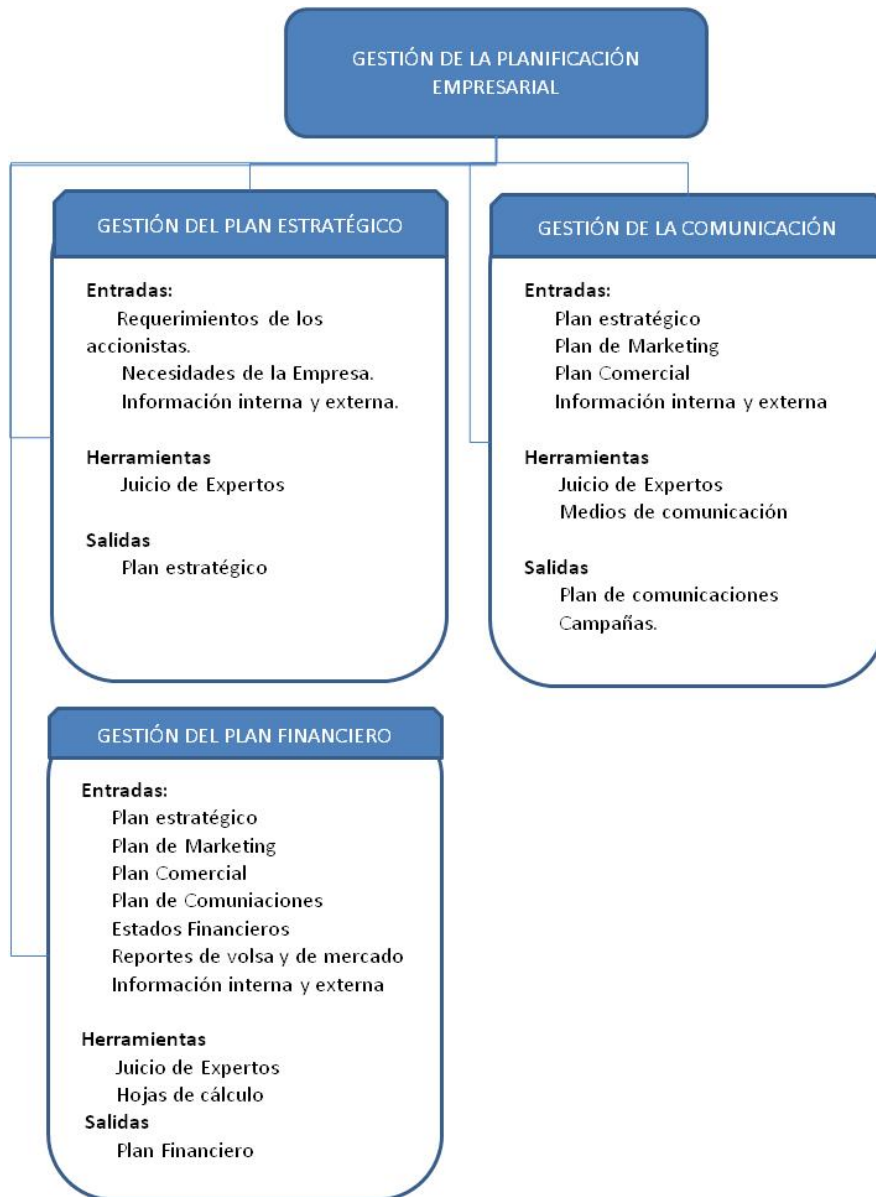 GESTIÓN DE LA PLANIFICACIÓN
EMPRESARIAL
GESTIÓN DEL PLAN ESTRATÉGICO
Entradas:
Requerimientos de los
accionistas.
Necesidades de la Empresa.
Información interna y externa.
Herramientas
Juicio de Expertos
Salidas
Plan estratégico
GESTIÓN DE LA COMUNICACIÓN
Entradas:
Plan estratégico
Plan de Marketing
Plan Comercial
Información interna y externa
Herramientas
Juicio de Expertos
Medios de comunicación
Salidas
Plan de comunicaciones
Campañas.
GESTIÓN DEL PLAN FINANCIERO
Entradas:
Plan estratégico
Plan de Marketing
Plan Comercial
Plan de Comuniaciones
Estados Financieros
Reportes de volsa y de mercado
Información interna y externa
Herramientas
Juicio de Expertos
Hojas de cálculo
Salidas
Plan Financiero